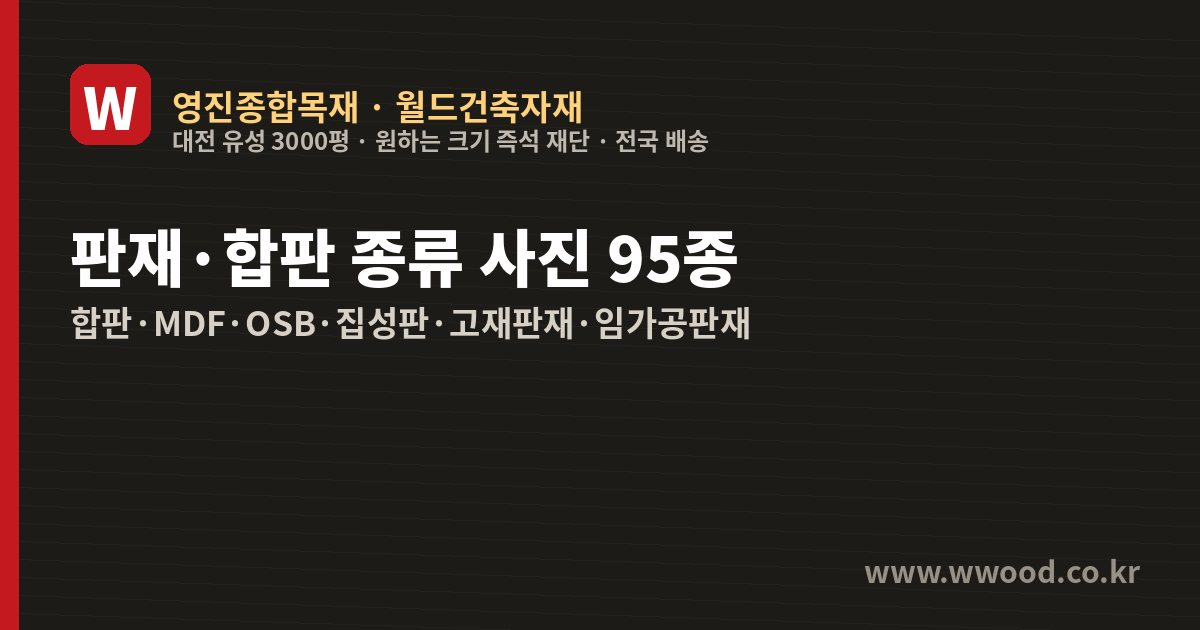 W
영진종합목재 · 월드건축자재
대전 유성 3000평 · 원하는 크기 즉석 재단 · 전국 배송
판재·합판 종류 사진 95종
합판·MDF·OSB·집성판·고재판재·임가공판재
www.wwood.co.kr